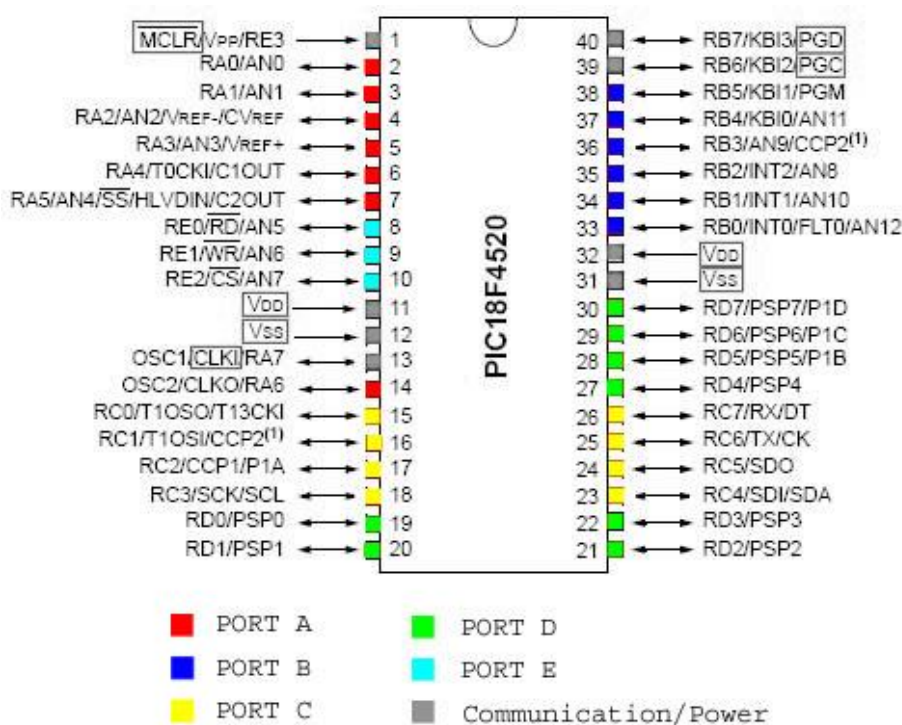 MCLR/VPP/RE3
RA0/AN0
RA1/AN1
RA2/AN2/VREF-/CVREF
RA3/AN3/VREF+
RA4/T0CKI/C1OUT
RA5/AN4/SS/HLVDIN/C2OUT
RE0/RD/AN5
RE1/WR/AN6
RE2/CS/AN7
VDD
VSS
OSC1/CLKI/RA7
OSC2/CLKO/RA6
RC0/T1OSO/T13CKI
RC1/T1OSI/CCP2(1)
RC2/CCP1/P1A
RC3/SCK/SCL
RD0/PSP0
RD1/PSP1
1
2
3
4
5
6
7
8
9
10
11
12
13
14
15
16
17
18
19
20
PIC18F4520
40
39
38
37
36
35
34
33
32
31
30
29
28
27
26
25
24
23
22
21
RB7/KBI3/PGD
RB6/KBI2/PGC
RB5/KBI1/PGM
RB4/KBI0/AN11
RB3/AN9/CCP2(1)
RB2/INT2/AN8
RB1/INT1/AN10
RB0/INT0/FLT0/AN12
VDD
VSS
RD7/PSP7/P1D
RD6/PSP6/P1C
RD5/PSP5/P1B
RD4/PSP4
RC7/RX/DT
RC6/TX/CK
RC5/SDO
RC4/SDI/SDA
RD3/PSP3
RD2/PSP2
PORT A
PORT B
PORT C
PORT D
PORT E
Communication/Power